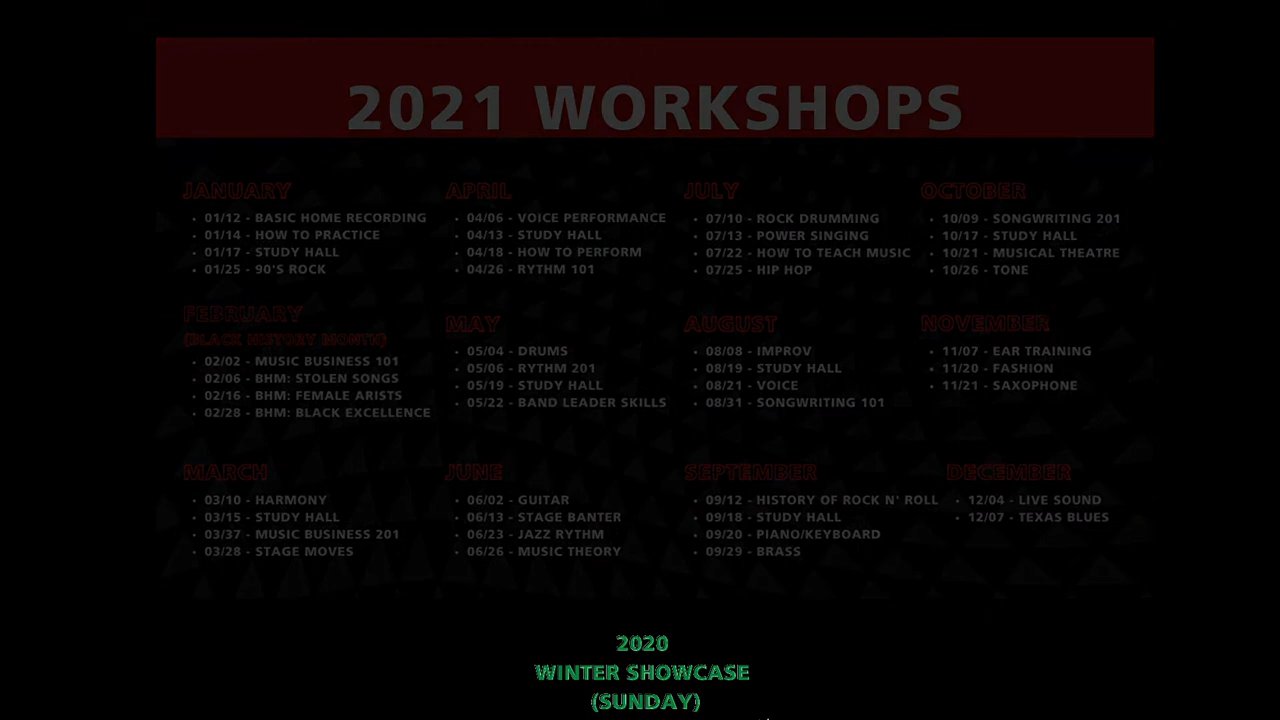 2021 WORKSHOPS
JANUARY
• 01/12 - BASIC HOME RECORDING
• 01/14 - HOW TO PRACTICE
• 01/17 - STUDY HALL
• 01/25 - 90'S ROCK
FEBRUARY
(BLACK HISTORY MONTH)
• 02/02 - MUSIC BUSINESS 101
• 02/06 - BHM: STOLEN SONGS
• 02/16 - BHM: FEMALE ARISTS
• 02/28 - BHM: BLACK EXCELLENCE
MARCH
• 03/10 - HARMONY
• 03/15 - STUDY HALL
• 03/37 - MUSIC BUSINESS 201
• 03/28 - STAGE MOVES
APRIL
• 04/06 - VOICE PERFORMANCE
• 04/13 - STUDY HALL
• 04/18 - HOW TO PERFORM
• 04/26 - RYTHM 101
MAY
• 05/04 - DRUMS
• 05/06 - RYTHM 201
• 05/19 - STUDY HALL
• 05/22 - BAND LEADER SKILLS
JUNE
• 06/02 - GUITAR
• 06/13 - STAGE BANTER
• 06/23 - JAZZ RYTHM
• 06/26 - MUSIC THEORY
JULY
• 07/10 - ROCK DRUMMING
• 07/13 - POWER SINGING
• 07/22 - HOW TO TEACH MUSIC
• 07/25 - HIP HOP
AUGUST
• 08/08 - IMPROV
• 08/19 - STUDY HALL
• 08/21 - VOICE
• 08/31 - SONGWRITING 101
SEPTEMBER
• 09/12 - HISTORY OF ROCK N' ROLL
• 09/18 - STUDY HALL
• 09/20 - PIANO/KEYBOARD
• 09/29 - BRASS
OCTOBER
• 10/09 - SONGWRITING 201
• 10/17 - STUDY HALL
• 10/21 - MUSICAL THEATRE
• 10/26 - TONE
NOVEMBER
• 11/07 - EAR TRAINING
• 11/20 - FASHION
• 11/21 - SAXOPHONE
DECEMBER
• 12/04 - LIVE SOUND
• 12/07 - TEXAS BLUES
2020
WINTER SHOWCASE
(SUNDAY)